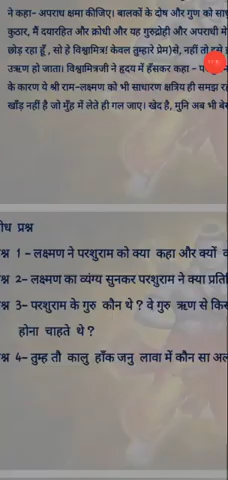 ने कहा- अपराध क्षमा कीजिए। बालकों के दोष और गुण को
कुठार, मैं दयारहित और क्रोधी और यह गुरुद्रोही और अपराधी मे
छोड़ रहा हूँ , सो हे विश्वामित्र! केवल तुम्हारे प्रेम)से, नहीं तो इसे
उऋण हो जाता। विश्वामित्रजी ने हृदय में हँसकर कहा -
के कारण ये श्री राम-लक्ष्मण को भी साधारण क्षत्रिय ही समझ
खाँड़ नहीं है जो मुँह में लेते ही गल जाए। खेद है, मुनि अब भी
ोध प्रश्न
श्न 1 – लक्ष्मण ने परशुराम को क्या कहा और क्यों
श्न 2– लक्ष्मण का व्यंग्य सुनकर परशुराम ने क्या
श्न 3– परशुराम के गुरु कौन थे ? वे गुरु ऋण से
होना चाहते थे ?
श्न 4– तुम्ह तौ कालु हाँक जनु लावा में कौन सा